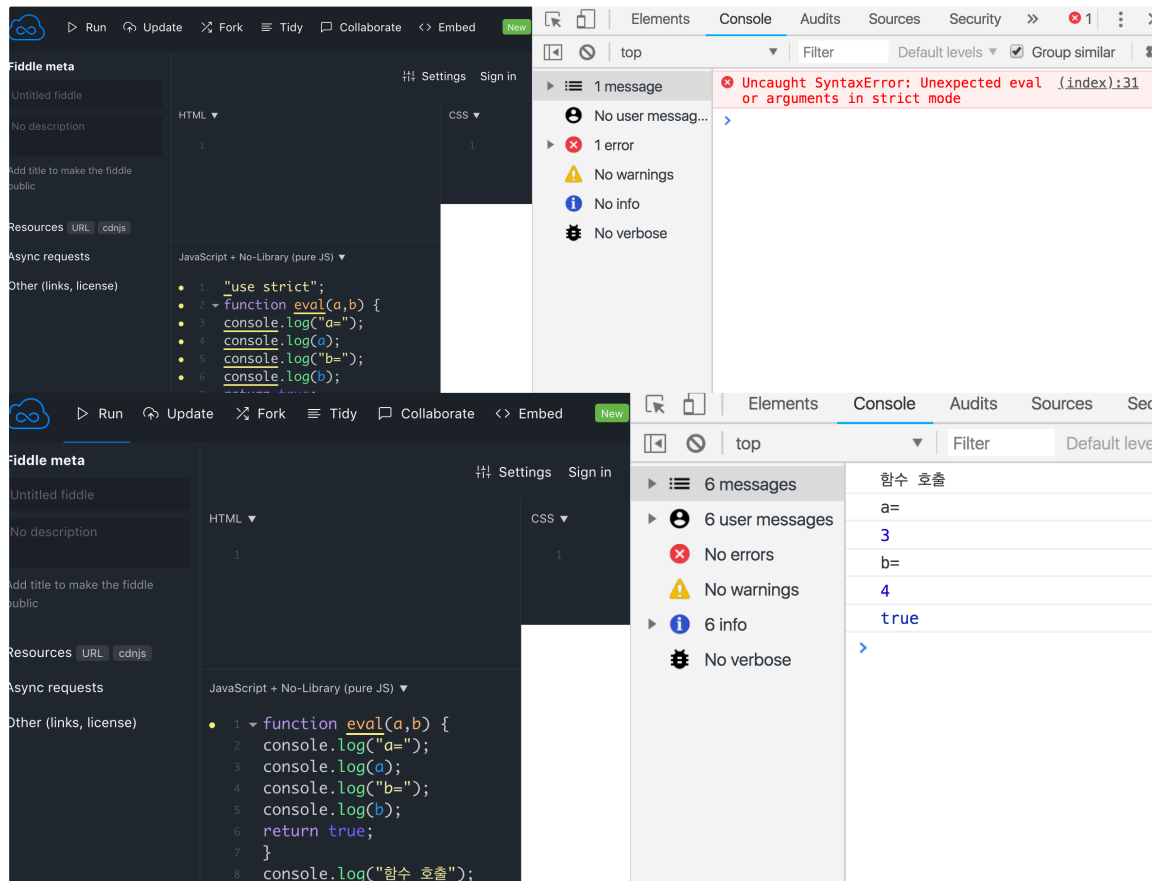 Run Update Fork Tidy Collaborate Embed New
Fiddle meta
Untitled fiddle
No description
Add title to make the fiddle
public
Resources URL cdnjs
Async requests
Other (links, license)
Settings Sign in
HTML ▼
1
CSS ▼
1
JavaScript + No-Library (pure JS) ▼
1 "use strict";
2 function eval(a,b) {
3 console.log("a=");
4 console.log(a);
5 console.log("b=");
6 console.log(b);
return true;
Elements Console Audits Sources Security » 1
top ▼ Filter Default levels ▼ Group similar
1 message
No user messag...
1 error
No warnings
No info
No verbose
Uncaught SyntaxError: Unexpected eval (index):31
or arguments in strict mode
Run Update Fork Tidy Collaborate Embed New
Fiddle meta
Untitled fiddle
No description
Add title to make the fiddle
public
Resources URL cdnjs
Async requests
Other (links, license)
Settings Sign in
HTML ▼
1
CSS ▼
1
JavaScript + No-Library (pure JS) ▼
1 function eval(a,b) {
2 console.log("a=");
3 console.log(a);
4 console.log("b=");
5 console.log(b);
6 return true;
7 }
8 console.log("함수 호출");
Elements Console Audits Sources Sec
top ▼ Filter Default leve
6 messages
6 user messages
No errors
No warnings
6 info
No verbose
함수 호출
a=
3
b=
4
true